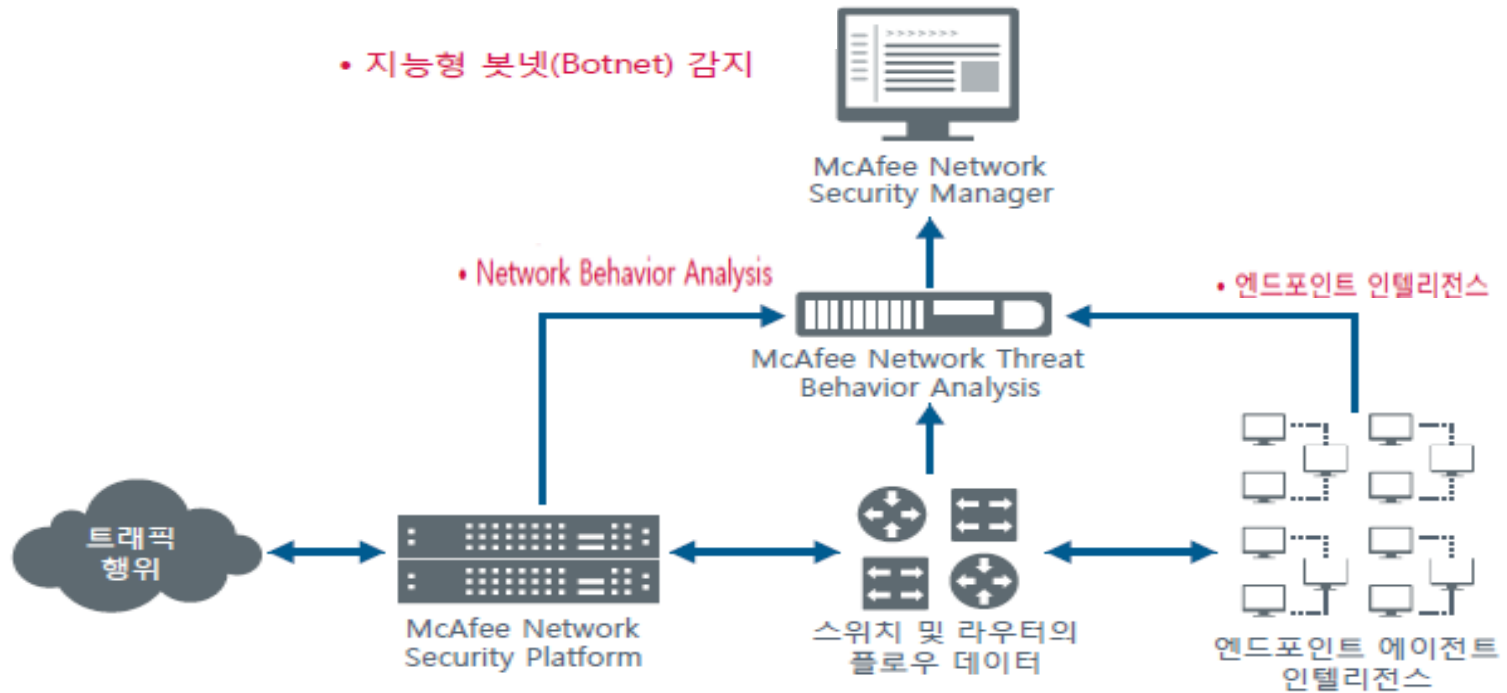 • 지능형 봇넷(Botnet) 감지
>>>>>>>
McAfee Network
Security Manager
• Network Behavior Analysis
• 엔드포인트 인텔리전스
McAfee Network Threat
Behavior Analysis
트래픽
행위
McAfee Network
Security Platform
스위치 및 라우터의
플로우 데이터
엔드포인트 에이전트
인텔리전스